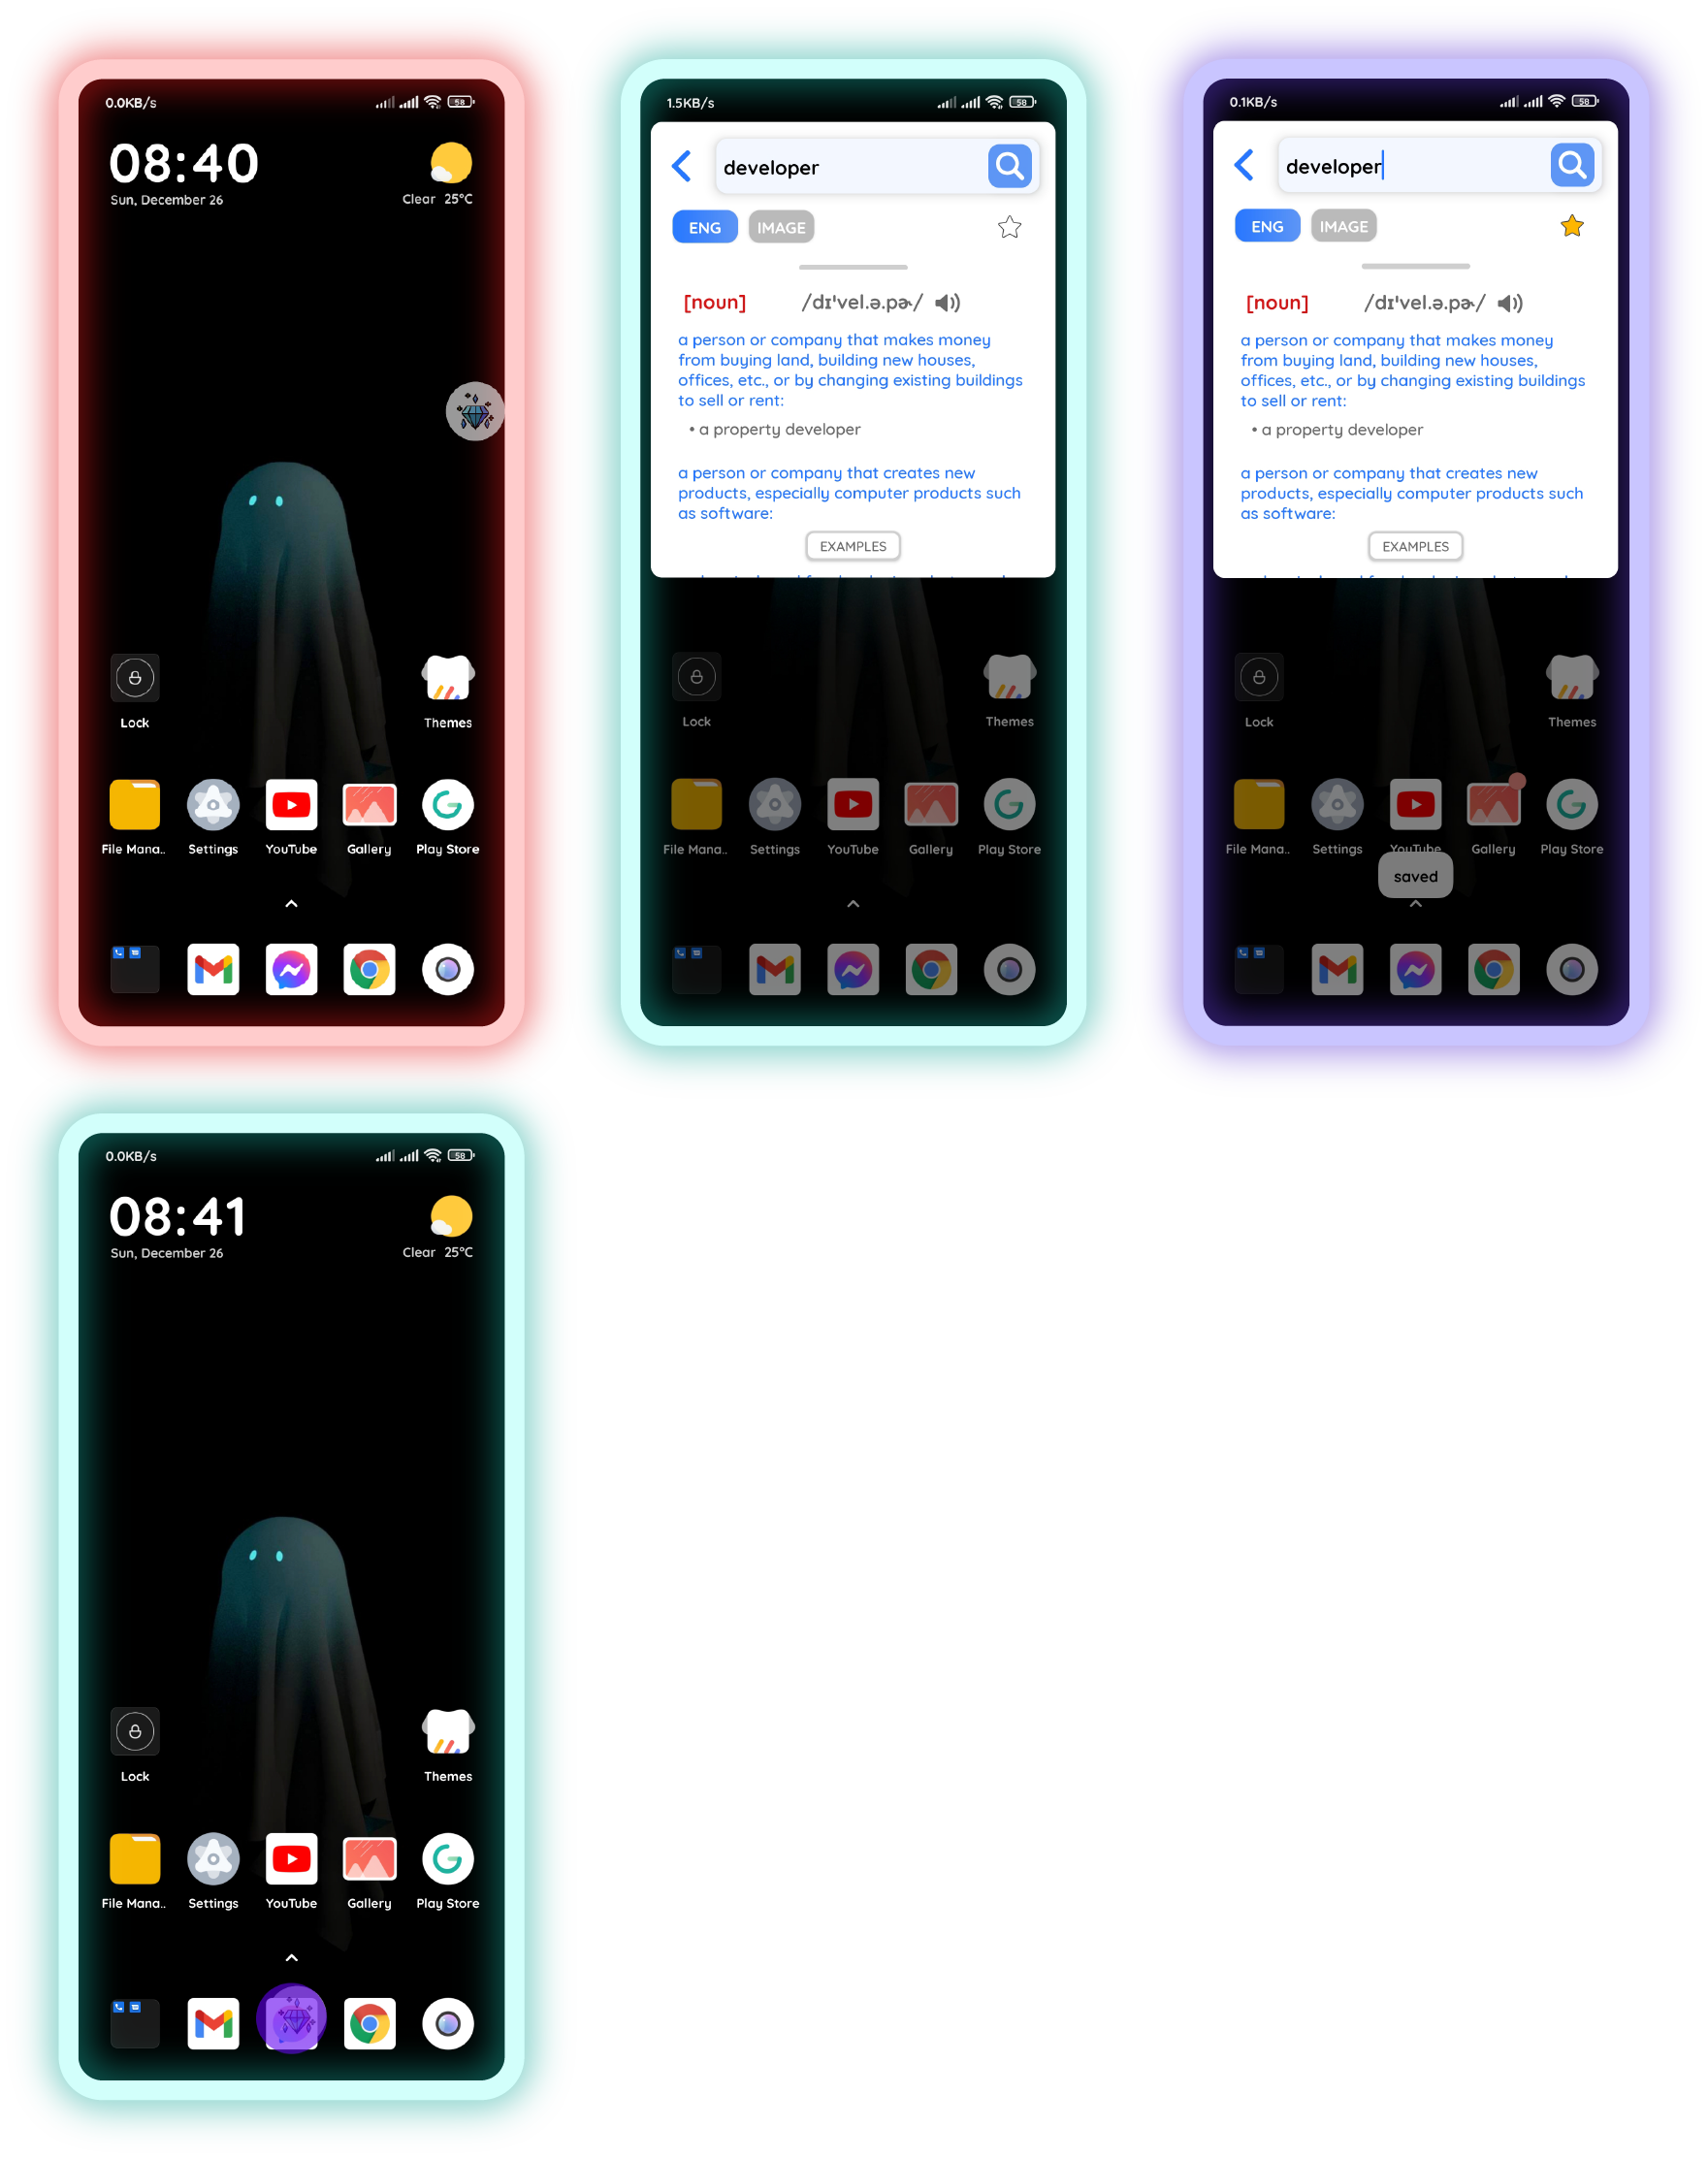 0.0KB/s
58
08:40
Sun, December 26
Clear 25°C
Lock
Themes
File Mana..
Settings
YouTube
Gallery
Play Store
1.5KB/s
58
developer
ENG
IMAGE
[noun]
/dɪˈvel.ə.pɚ/
a person or company that makes money
from buying land, building new houses,
offices, etc., or by changing existing buildings
to sell or rent:
• a property developer
a person or company that creates new
products, especially computer products such
as software:
EXAMPLES
Lock
Themes
File Mana..
Settings
YouTube
Gallery
Play Store
0.1KB/s
58
developer
ENG
IMAGE
[noun]
/dɪˈvel.ə.pɚ/
a person or company that makes money
from buying land, building new houses,
offices, etc., or by changing existing buildings
to sell or rent:
• a property developer
a person or company that creates new
products, especially computer products such
as software:
EXAMPLES
Lock
Themes
File Mana..
Settings
YouTube
Gallery
Play Store
saved
0.0KB/s
58
08:41
Sun, December 26
Clear 25°C
Lock
Themes
File Mana..
Settings
YouTube
Gallery
Play Store